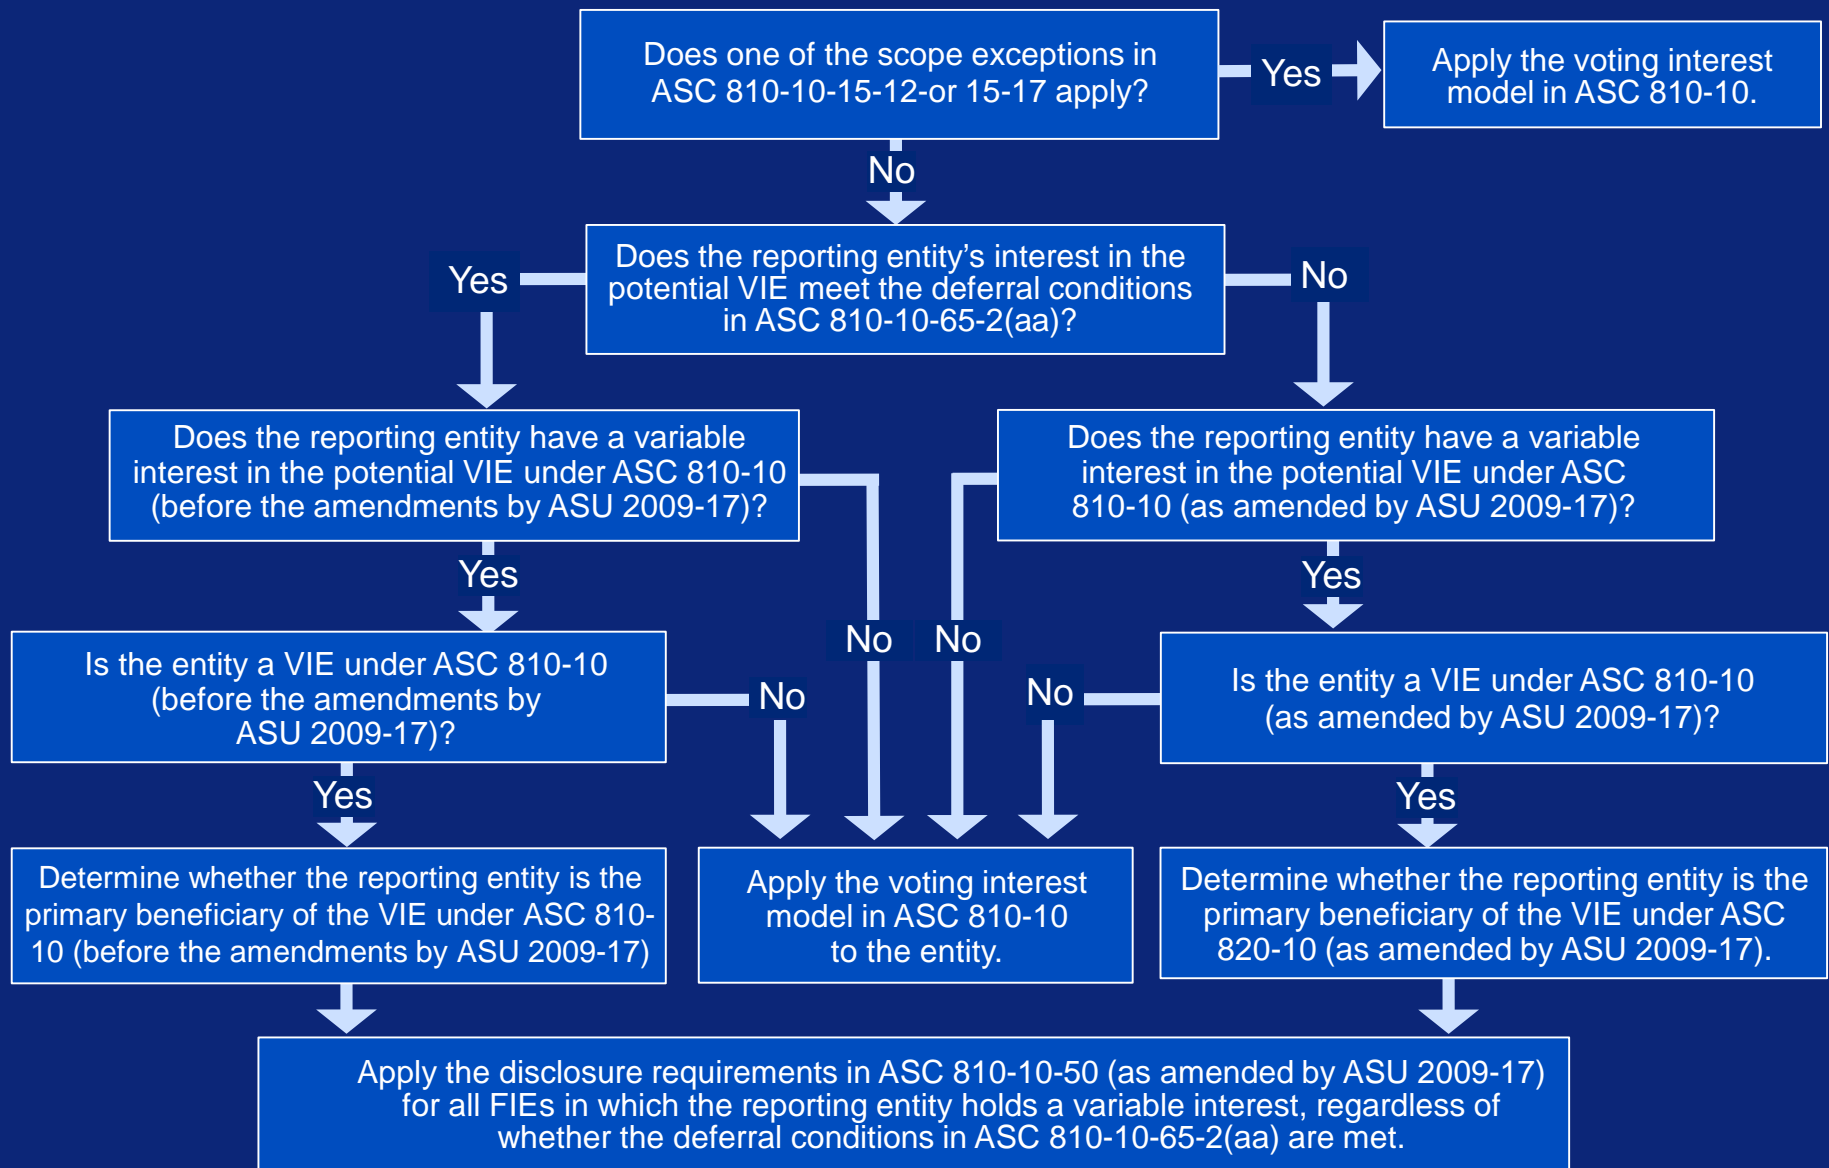 Does one of the scope exceptions in
ASC 810-10-15-12-or 15-17 apply?
Yes
Apply the voting interest
model in ASC 810-10.
No
Does the reporting entity’s interest in the
potential VIE meet the deferral conditions
in ASC 810-10-65-2(aa)?
Yes
No
Does the reporting entity have a variable
interest in the potential VIE under ASC 810-10
(before the amendments by ASU 2009-17)?
Does the reporting entity have a variable
interest in the potential VIE under ASC
810-10 (as amended by ASU 2009-17)?
Yes
No
No
Yes
Is the entity a VIE under ASC 810-10
(before the amendments by
ASU 2009-17)?
No
No
Is the entity a VIE under ASC 810-10
(as amended by ASU 2009-17)?
Yes
Yes
Determine whether the reporting entity is the
primary beneficiary of the VIE under ASC 810-
10 (before the amendments by ASU 2009-17)
Apply the voting interest
model in ASC 810-10
to the entity.
Determine whether the reporting entity is the
primary beneficiary of the VIE under ASC
820-10 (as amended by ASU 2009-17).
Apply the disclosure requirements in ASC 810-10-50 (as amended by ASU 2009-17)
for all FIEs in which the reporting entity holds a variable interest, regardless of
whether the deferral conditions in ASC 810-10-65-2(aa) are met.